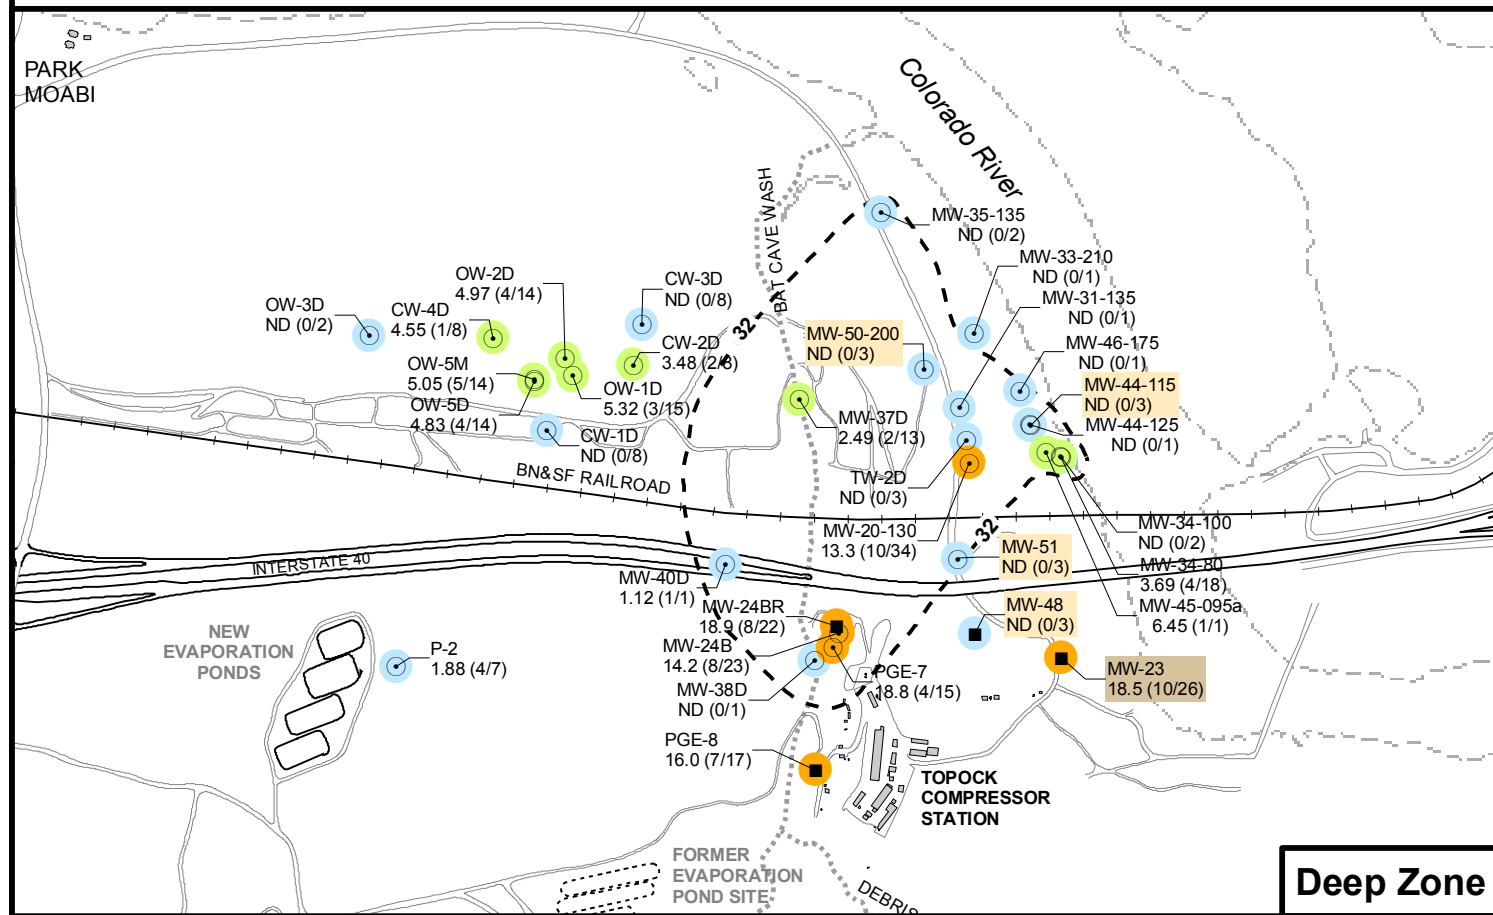 PARK
MOABI
Colorado River
BAT CAVE WASH
MW-35-135
ND (0/2)
MW-33-210
ND (0/1)
MW-31-135
ND (0/1)
MW-46-175
ND (0/1)
MW-44-115
ND (0/3)
MW-44-125
ND (0/1)
OW-3D
ND (0/2)
CW-4D
4.55 (1/8)
OW-2D
4.97 (4/14)
CW-3D
ND (0/8)
CW-2D
3.48 (2/8)
OW-5M
5.05 (5/14)
OW-5D
4.83 (4/14)
OW-1D
5.32 (3/15)
CW-1D
ND (0/8)
32
MW-50-200
ND (0/3)
MW-37D
2.49 (2/13)
TW-2D
ND (0/3)
MW-20-130
13.3 (10/34)
32
BN&SF RAILROAD
INTERSTATE 40
MW-51
ND (0/3)
MW-34-100
ND (0/2)
MW-34-80
3.69 (4/18)
MW-45-095a
6.45 (1/1)
MW-40D
1.12 (1/1)
MW-24BR
18.9 (8/22)
MW-24B
14.2 (8/23)
MW-38D
ND (0/1)
PGE-7
18.8 (4/15)
MW-48
ND (0/3)
MW-23
18.5 (10/26)
PGE-8
16.0 (7/17)
NEW
EVAPORATION
PONDS
P-2
1.88 (4/7)
TOPOCK
COMPRESSOR
STATION
FORMER
EVAPORATION
POND SITE
DEBRIS
Deep Zone